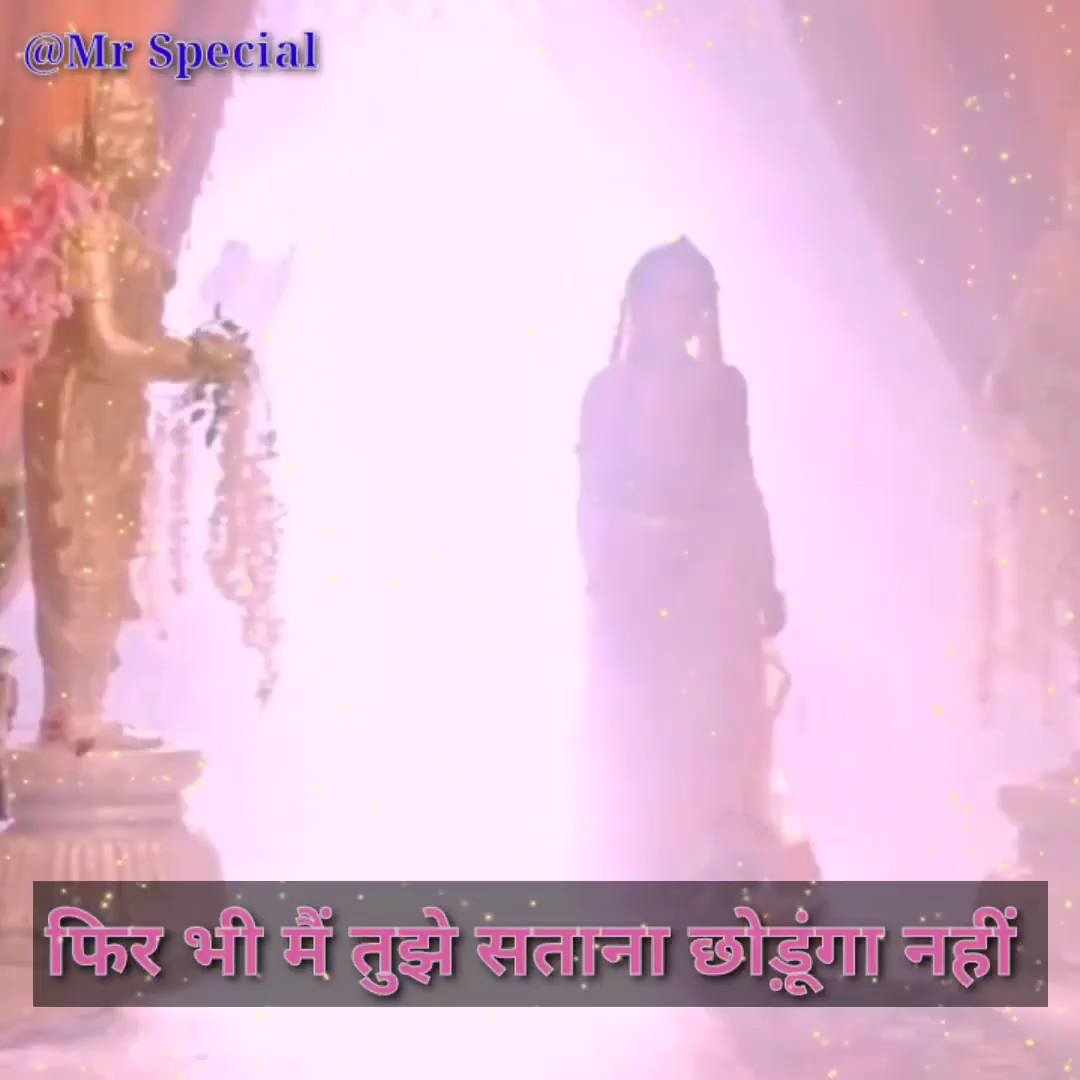 @Mr Special
फिर भी मैं तुझे सताना छोड़ूंगा नहीं